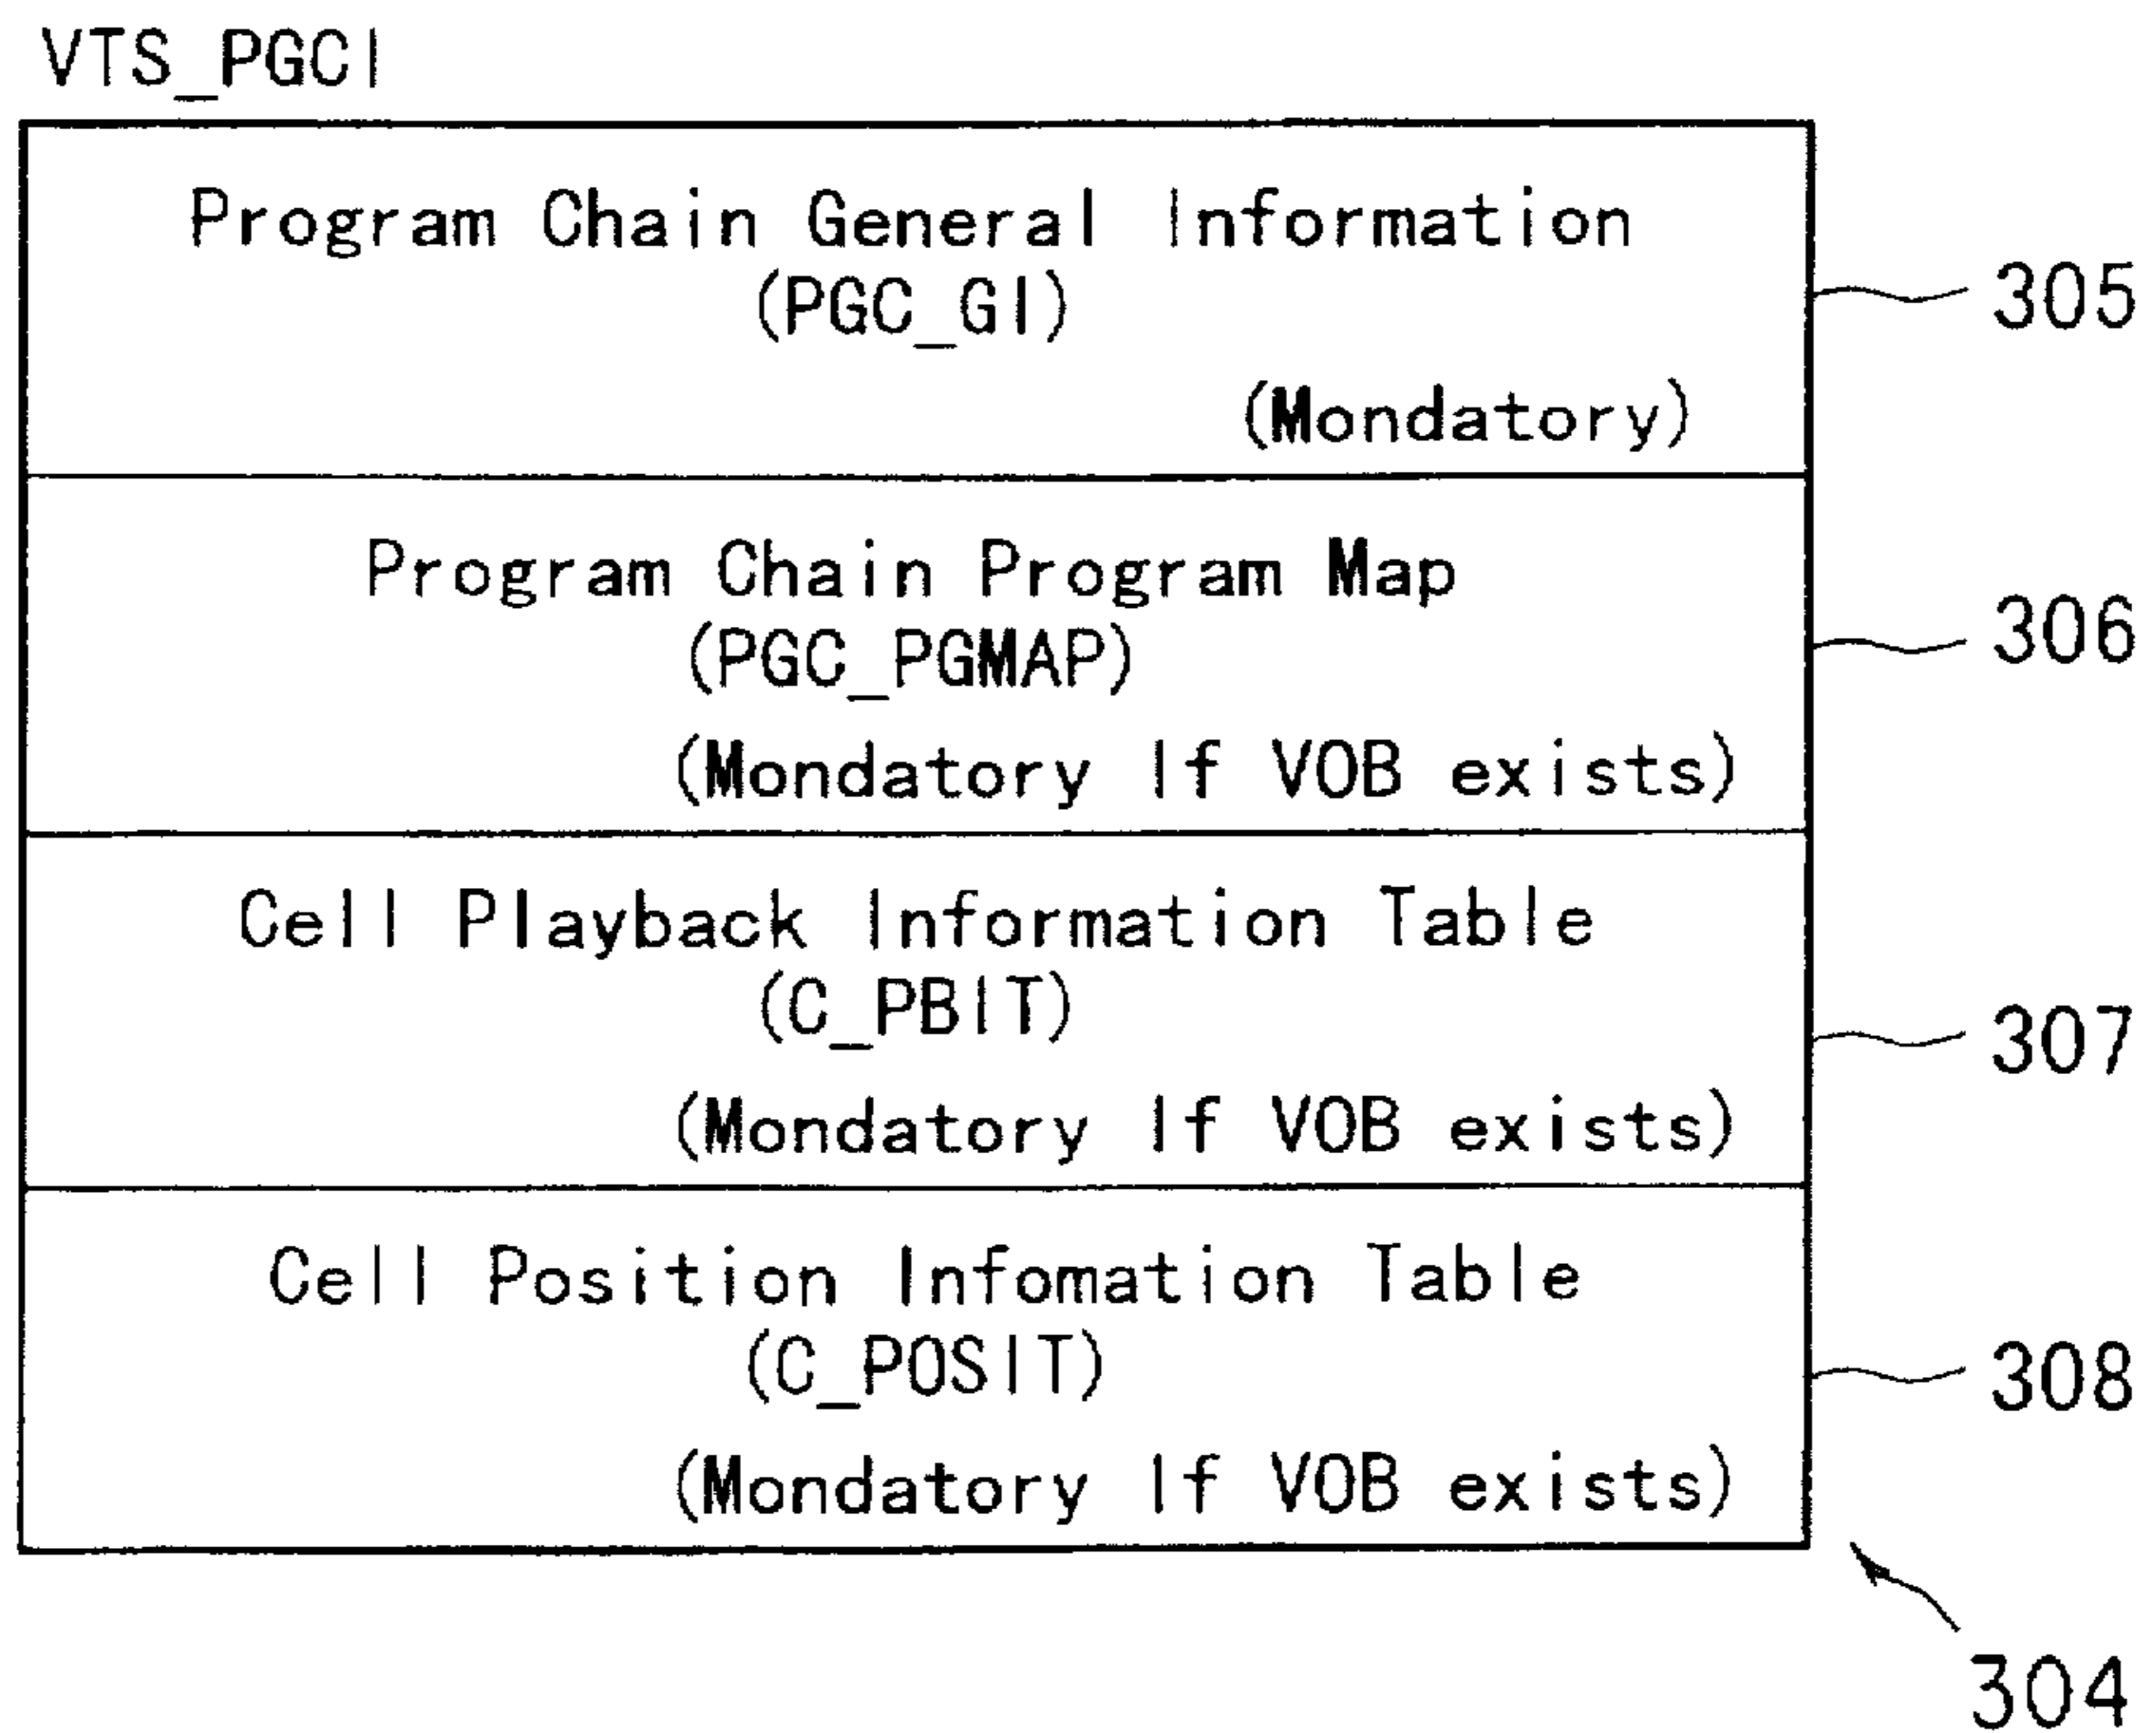 VTS_PGCI
Program Chain General Information
(PGC_GI)
305
(Mondatory)
Program Chain Program Map
306
(PGC_PGMAP)
(Mondatory If VOB exists)
Cell Playback Information Table
(C_PBIT)
307
(Mondatory If VOB exists)
Cell Position Infomation Table
(C_POSIT)
308
(Mondatory If VOB exists)
304